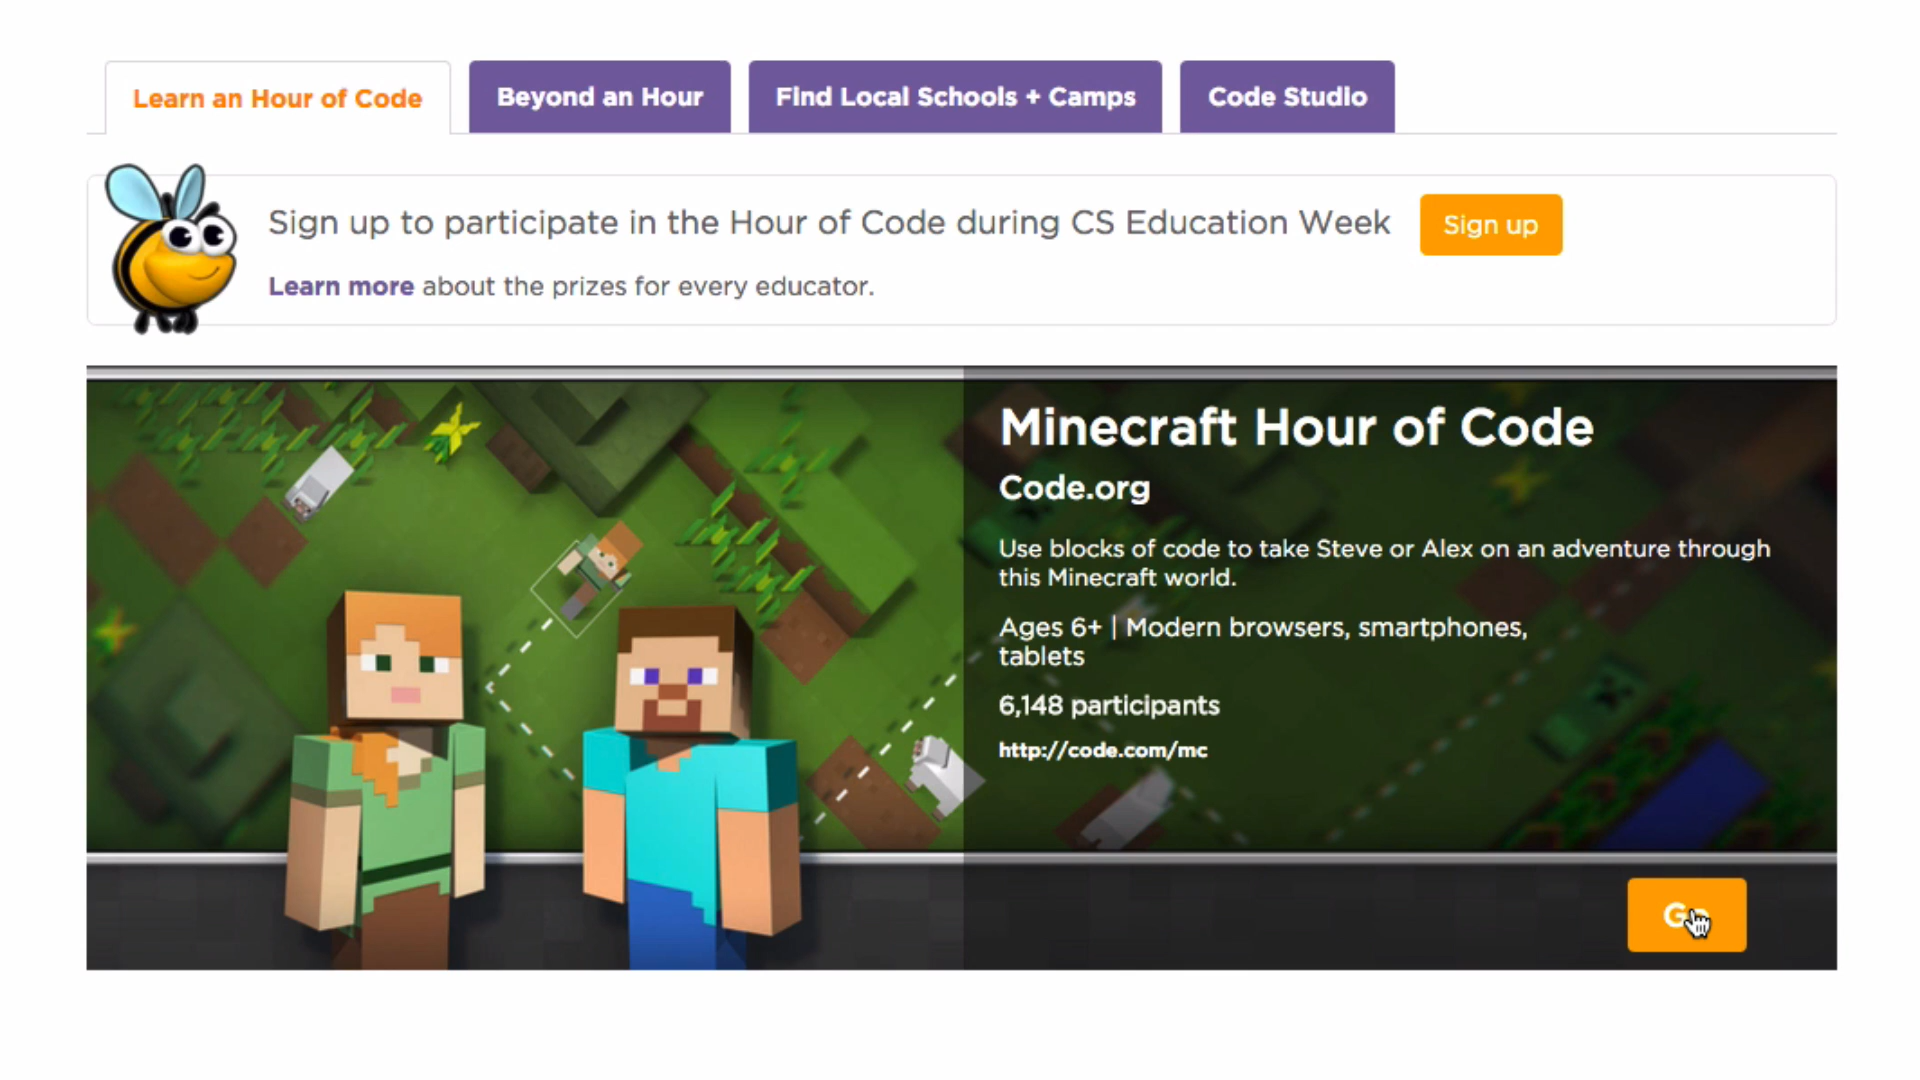 Learn an Hour of Code
Beyond an Hour
Find Local Schools + Camps
Code Studio
Sign up to participate in the Hour of Code during CS Education Week
Sign up
Learn more about the prizes for every educator.
Minecraft Hour of Code
Code.org
Use blocks of code to take Steve or Alex on an adventure through
this Minecraft world.
Ages 6+ | Modern browsers, smartphones,
tablets
6,148 participants
http://code.com/mc
Go